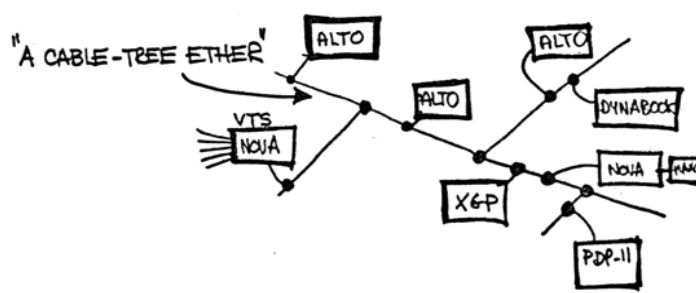 "A CABLE-TREE ETHER"
ALTO
ALTO
ALTO
DYNABOOK
VTS
NOVA
XGP
NOVA
PDP-11